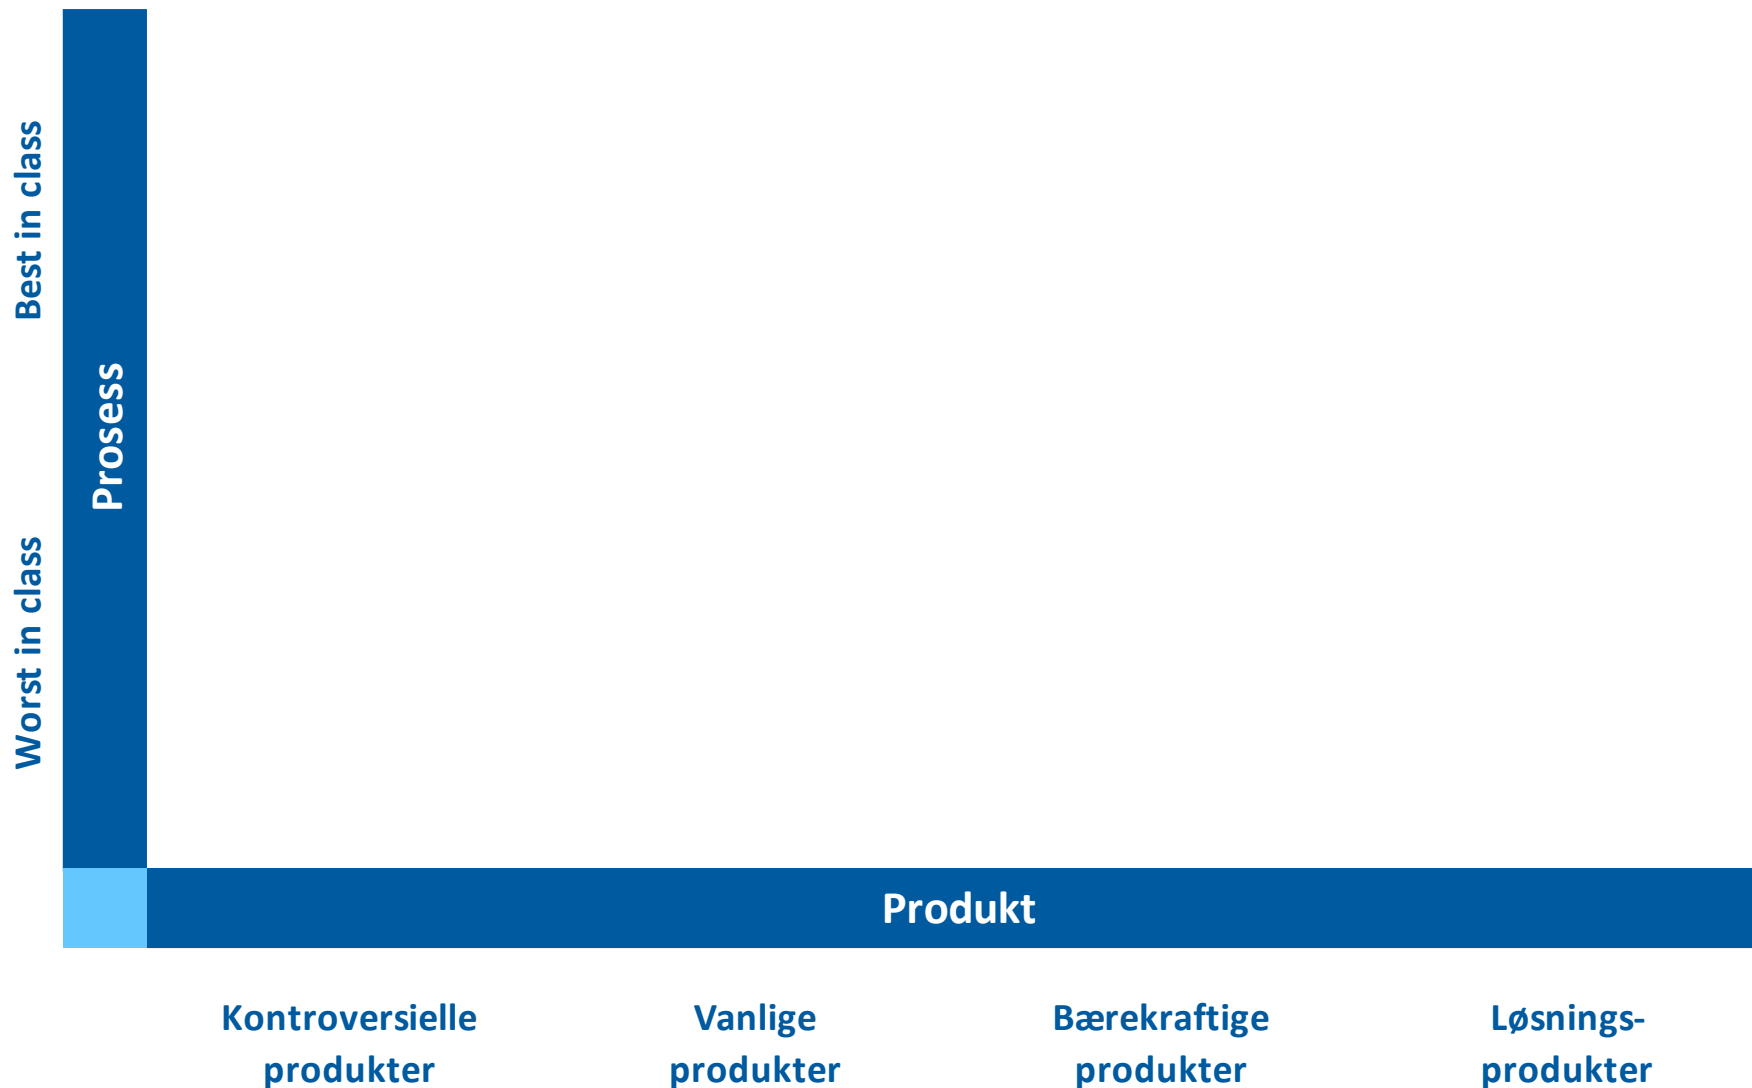 Best in class
Worst in class
Prosess
Produkt
Kontroversielle
produkter
Vanlige
produkter
Bærekraftige
produkter
Løsnings-
produkter